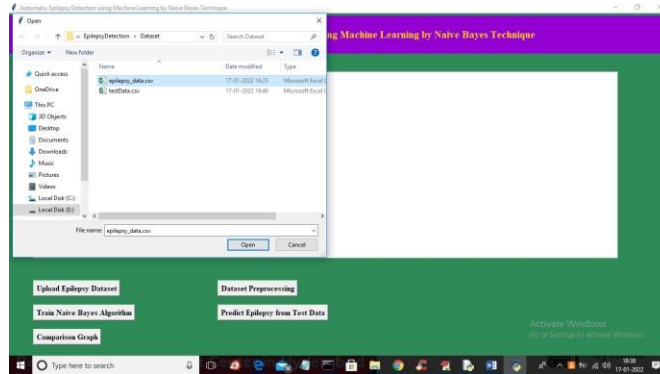 Automatic Epilepsy Detection using Machine Learning by Naive Bayes Technique
Open
ng Machine Learning by Naive Bayes Technique
EpilepsyDetection › Dataset
Search Dataset
Organize
New folder
Name
Date modified
Type
Quick access
epilepsy_data.csv
17-01-2022 16:25
Microsoft Excel
OneDrive
testData.csv
17-01-2022 16:40
Microsoft Excel
This PC
3D Objects
Desktop
Documents
Downloads
Music
Pictures
Videos
Local Disk (C:)
Local Disk (E:)
File name:
epilepsy_data.csv
Open
Cancel
Upload Epilepsy Dataset
Dataset Preprocessing
Train Naive Bayes Algorithm
Predict Epilepsy from Test Data
Comparison Graph
Activate Windows
Go to Settings to activate Windows.
Type here to search
17-01-2022